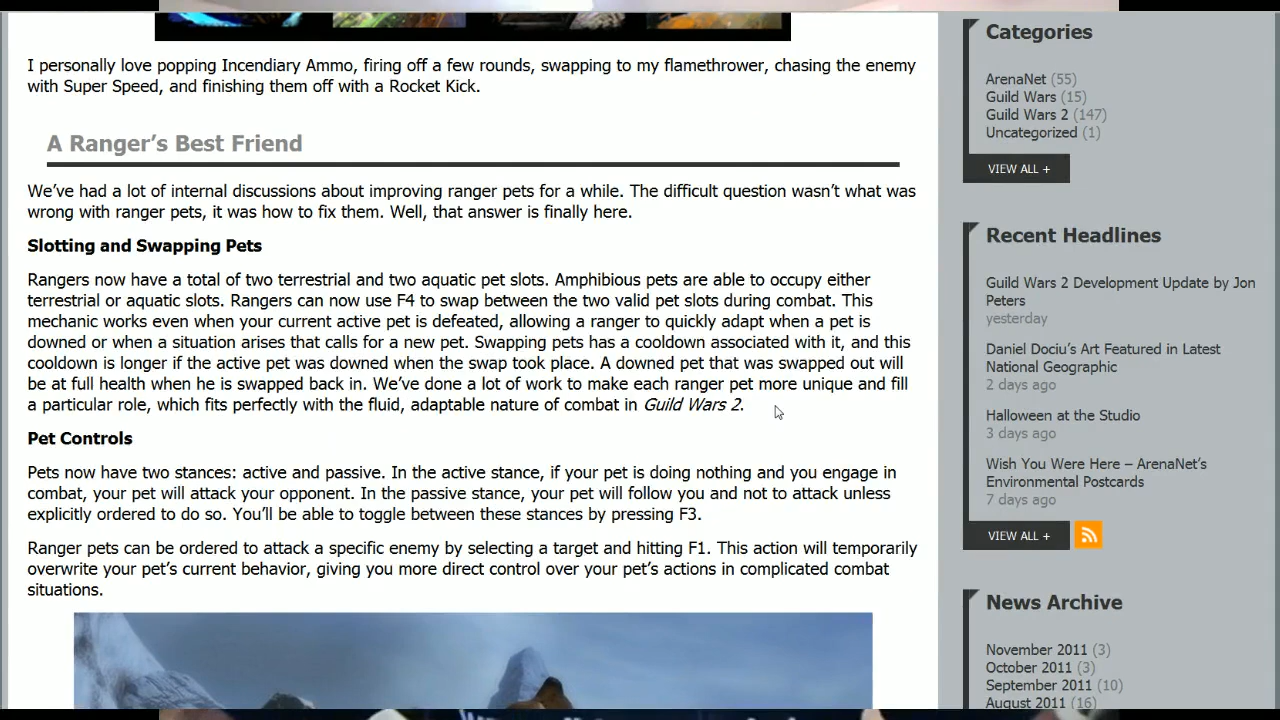 I personally love popping Incendiary Ammo, firing off a few rounds, swapping to my flamethrower, chasing the enemy
with Super Speed, and finishing them off with a Rocket Kick.
A Ranger's Best Friend
We've had a lot of internal discussions about improving ranger pets for a while. The difficult question wasn't what was
wrong with ranger pets, it was how to fix them. Well, that answer is finally here.
Slotting and Swapping Pets
Rangers now have a total of two terrestrial and two aquatic pet slots. Amphibious pets are able to occupy either
terrestrial or aquatic slots. Rangers can now use F4 to swap between the two valid pet slots during combat. This
mechanic works even when your current active pet is defeated, allowing a ranger to quickly adapt when a pet is
downed or when a situation arises that calls for a new pet. Swapping pets has a cooldown associated with it, and this
cooldown is longer if the active pet was downed when the swap took place. A downed pet that was swapped out will
be at full health when he is swapped back in. We've done a lot of work to make each ranger pet more unique and fill
a particular role, which fits perfectly with the fluid, adaptable nature of combat in Guild Wars 2.
Pet Controls
Pets now have two stances: active and passive. In the active stance, if your pet is doing nothing and you engage in
combat, your pet will attack your opponent. In the passive stance, your pet will follow you and not to attack unless
explicitly ordered to do so. You'll be able to toggle between these stances by pressing F3.
Ranger pets can be ordered to attack a specific enemy by selecting a target and hitting F1. This action will temporarily
overwrite your pet's current behavior, giving you more direct control over your pet's actions in complicated combat
situations.
Categories
ArenaNet (55)
Guild Wars (15)
Guild Wars 2 (147)
Uncategorized (1)
VIEW ALL +
Recent Headlines
Guild Wars 2 Development Update by Jon
Peters
yesterday
Daniel Dociu's Art Featured in Latest
National Geographic
2 days ago
Halloween at the Studio
3 days ago
Wish You Were Here – ArenaNet's
Environmental Postcards
7 days ago
VIEW ALL +
News Archive
November 2011 (3)
October 2011 (3)
September 2011 (10)
August 2011 (16)